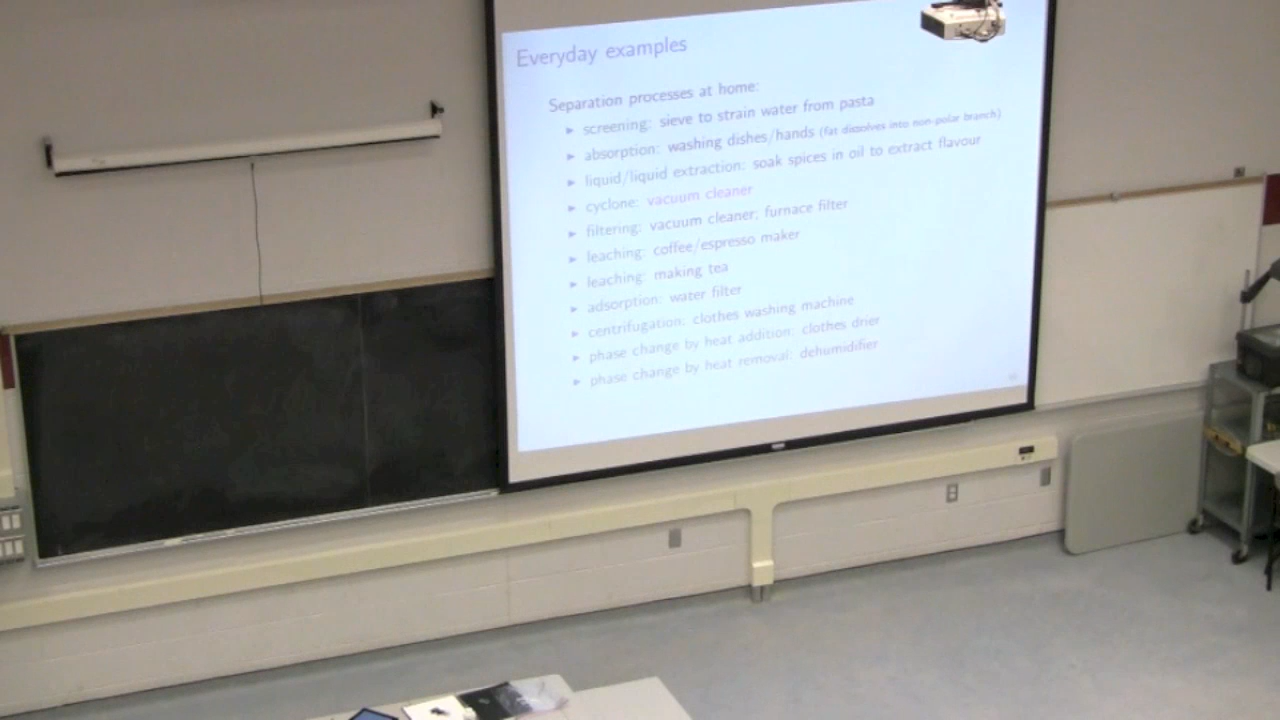 Everyday examples
Separation processes at home:
► screening: sieve to strain water from pasta
► absorption: washing dishes/hands (fat dissolves into non-polar branch)
► liquid/liquid extraction: soak spices in oil to extract flavour
► cyclone: vacuum cleaner
► filtering: vacuum cleaner; furnace filter
► leaching: coffee/espresso maker
► leaching: making tea
► adsorption: water filter
► centrifugation: clothes washing machine
► phase change by heat addition: clothes drier
► phase change by heat removal: dehumidifier